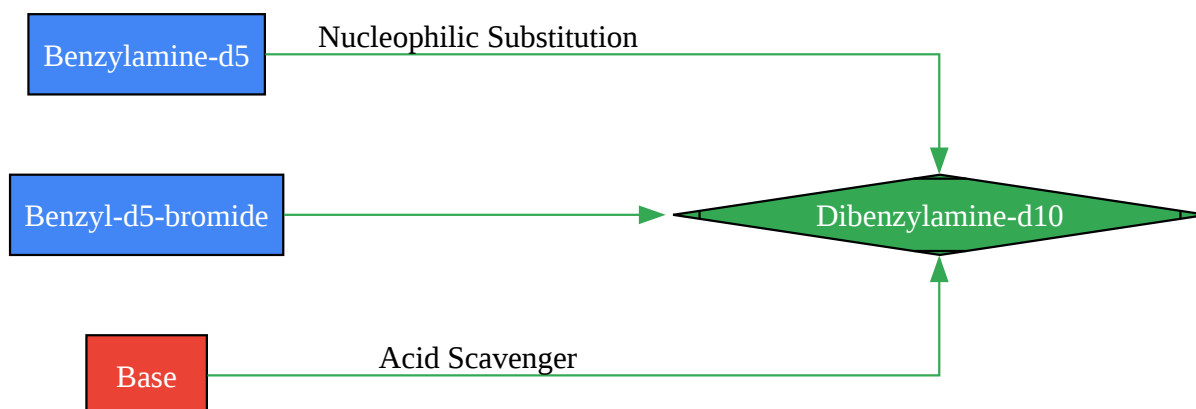 Benzylamine-d5
Nucleophilic Substitution
Benzyl-d5-bromide
Dibenzylamine-d10
Base
Acid Scavenger